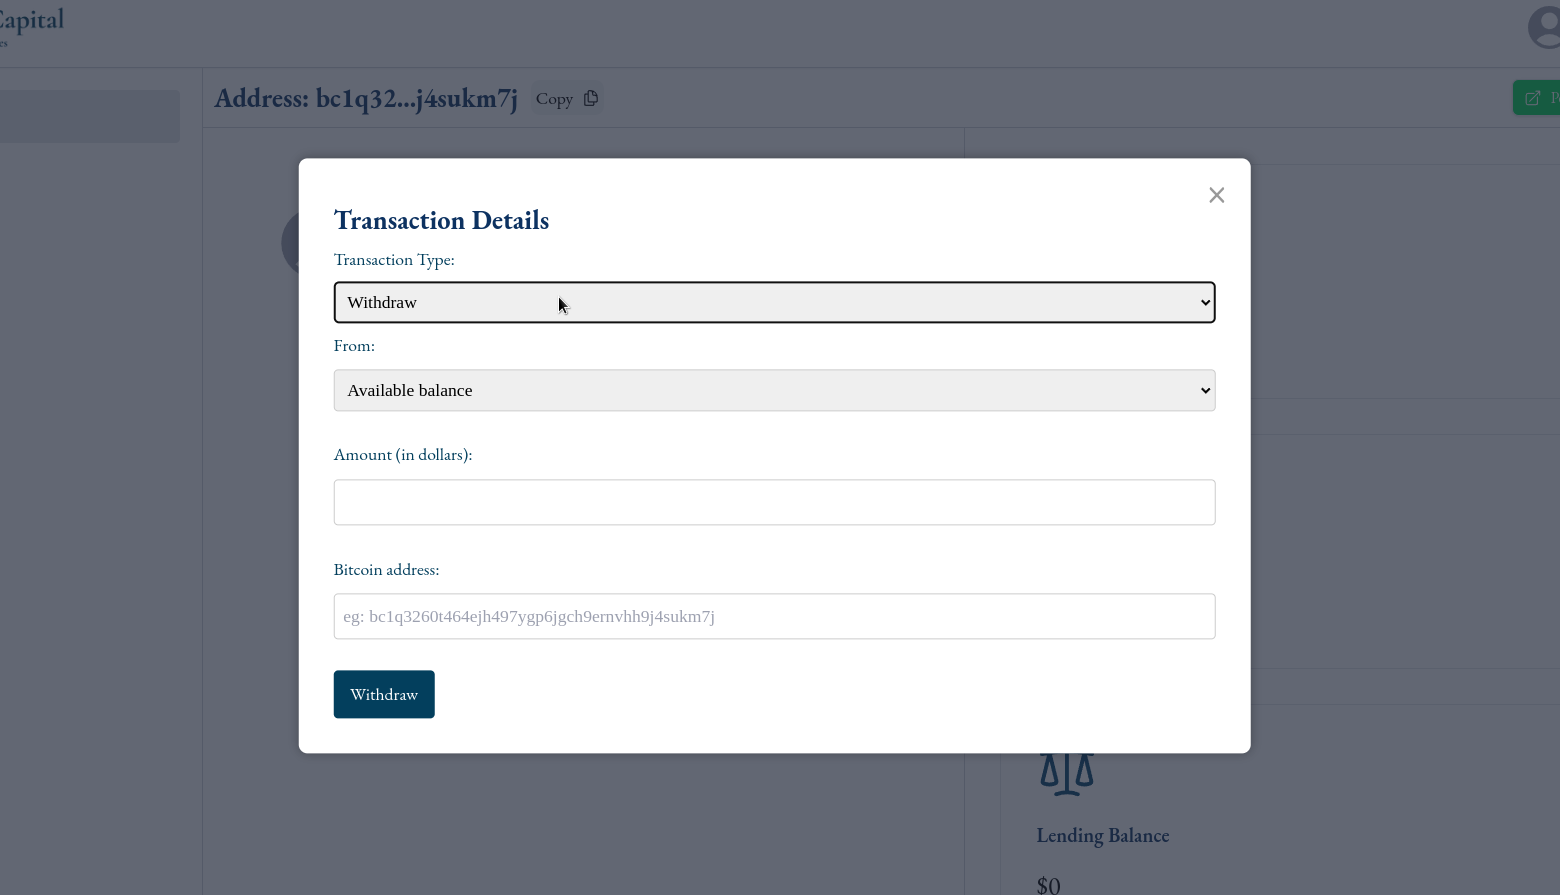 Capital
es
Address: bc1q32...j4sukm7j
Copy
Transaction Details
Transaction Type:
Withdraw
From:
Available balance
Amount (in dollars):
Bitcoin address:
eg: bc1q3260t464ejh497ygp6jgch9ernvhh9j4sukm7j
Withdraw
Lending Balance
$0